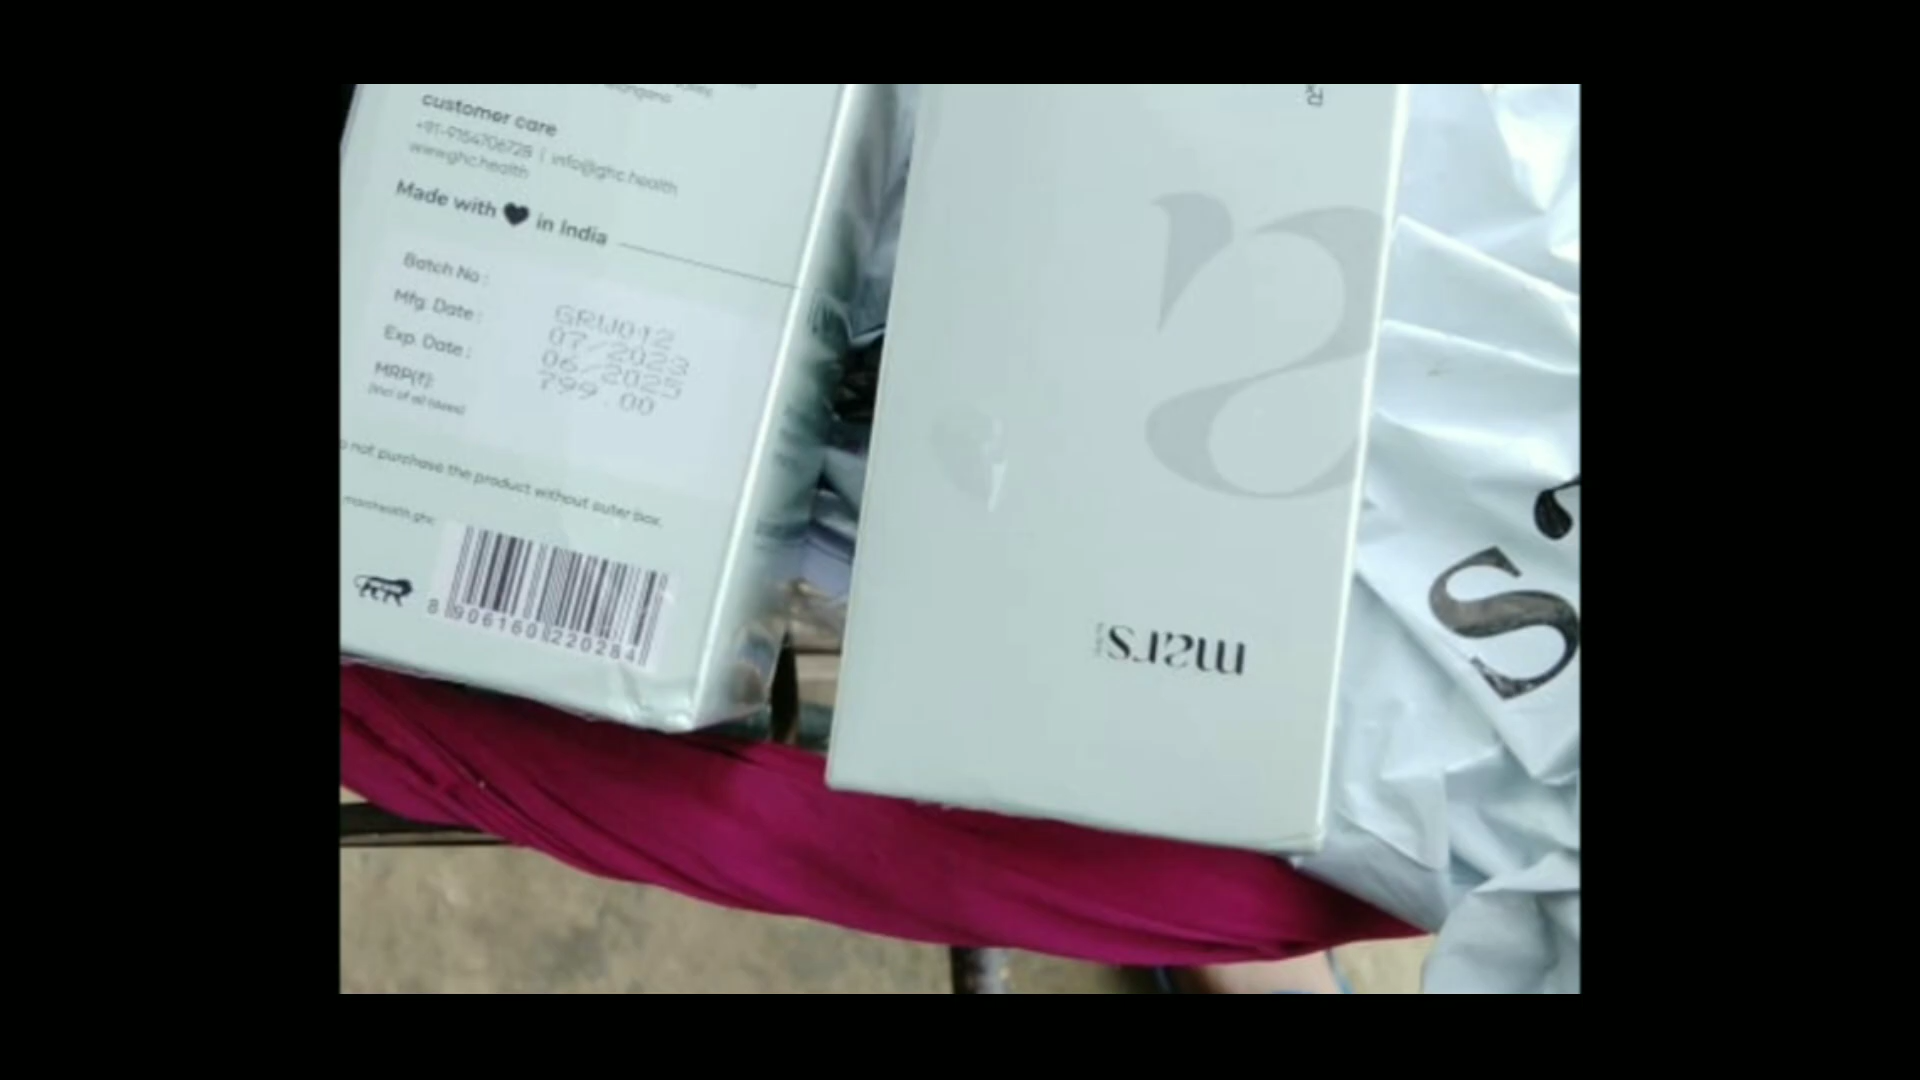 customer care
+91-9154706728 | info@ghc.health
www.ghc.health
Made with ♥ in India
Batch No :
GRW012
Mfg. Date :
07/2023
Exp. Date :
06/2025
MRP(₹):
799.00
(incl of all taxes)
not purchase the product without outer box.
8 906160 220284
mars
S